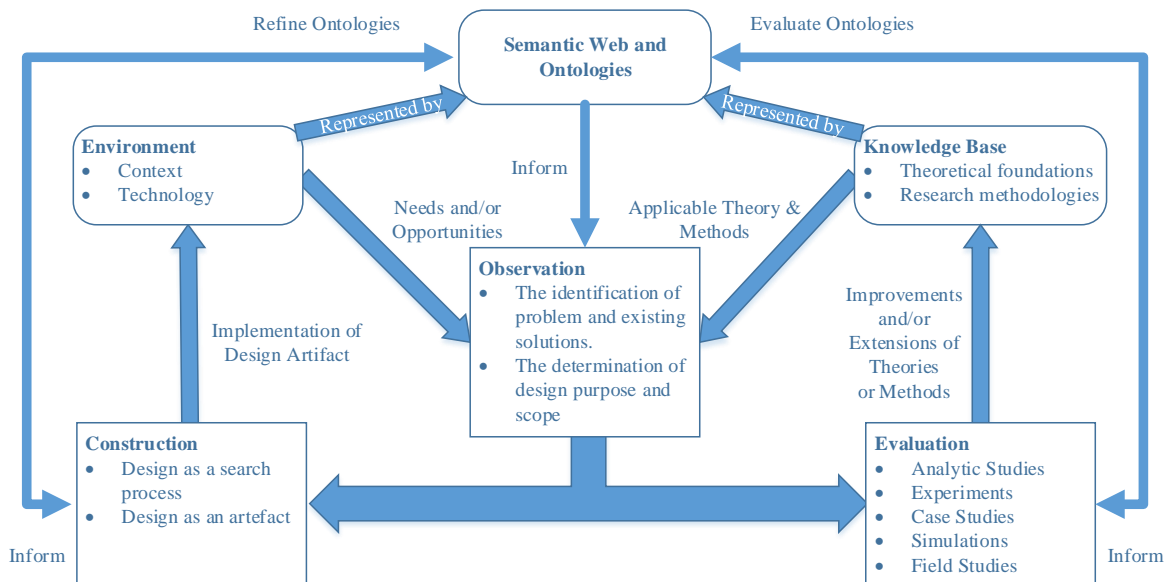 Refine Ontologies
Semantic Web and
Ontologies
Evaluate Ontologies
Represented by
Represented by
Environment
• Context
• Technology
Inform
Knowledge Base
• Theoretical foundations
• Research methodologies
Needs and/or
Opportunities
Applicable Theory &
Methods
Observation
• The identification of
problem and existing
solutions.
• The determination of
design purpose and
scope
Implementation of
Design Artifact
Improvements
and/or
Extensions of
Theories
or Methods
Construction
• Design as a search
process
• Design as an artefact
Evaluation
• Analytic Studies
• Experiments
• Case Studies
• Simulations
• Field Studies
Inform
Inform